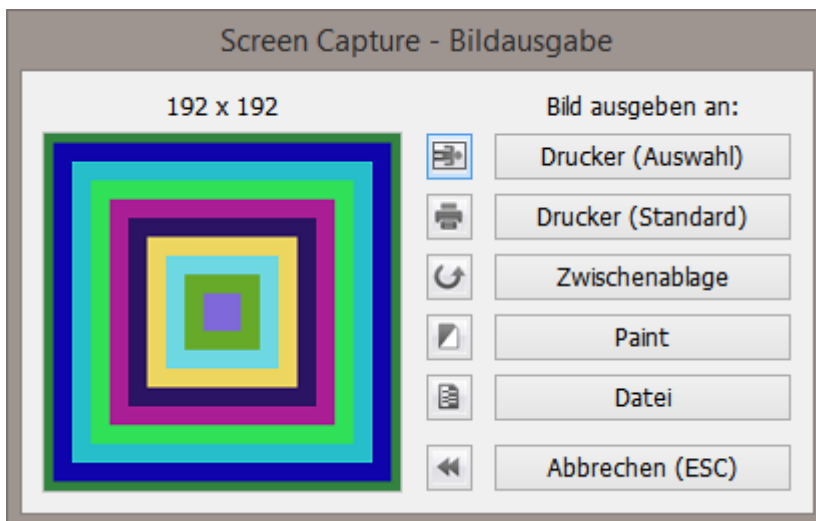 Screen Capture - Bildausgabe
192 x 192
Bild ausgeben an:
Drucker (Auswahl)
Drucker (Standard)
Zwischenablage
Paint
Datei
Abbrechen (ESC)